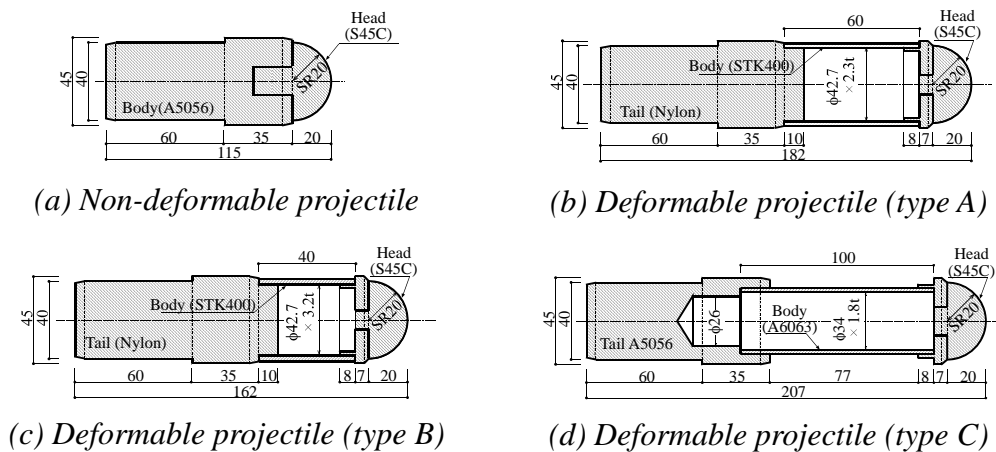 Head
(S45C)
45
40
SR20
Body(A5056)
60
35
20
115
(a) Non-deformable projectile
60
Head
(S45C)
45
40
Body (STK400)
ϕ42.7
× 2.3t
SR20
Tail (Nylon)
60
35
10
8
7
20
182
(b) Deformable projectile (type A)
40
Head
(S45C)
45
40
Body (STK400)
ϕ42.7
× 3.2t
SR20
Tail (Nylon)
60
35
10
8
7
20
162
(c) Deformable projectile (type B)
100
Head
(S45C)
45
40
ϕ26
Body
(A6063)
ϕ34
× 1.8t
SR20
Tail A5056
60
35
77
8
7
20
207
(d) Deformable projectile (type C)